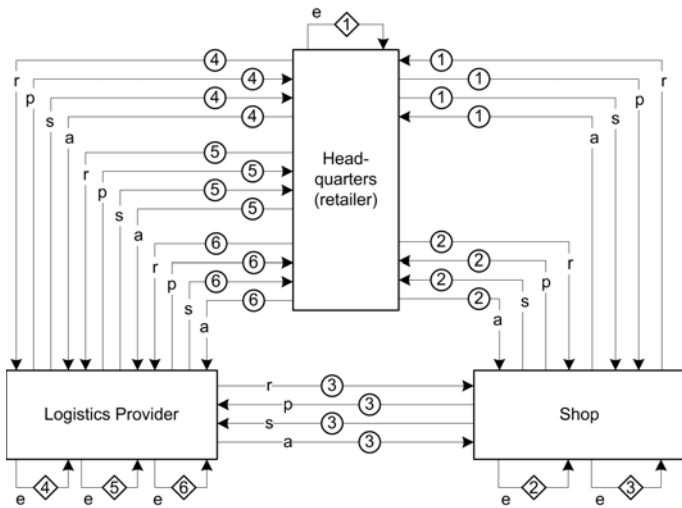 e 1
4 1
r p s a 4 1 s p r
4 1 a
4 1
5
r p s a 5
5
5
Head-
quarters
(retailer)
6 2
r p s a 6 2 r
6 2 p
6 2 a s
r 3
Logistics Provider p 3 Shop
s 3
a 3
e 4 e 5 e 6 e 2 e 3